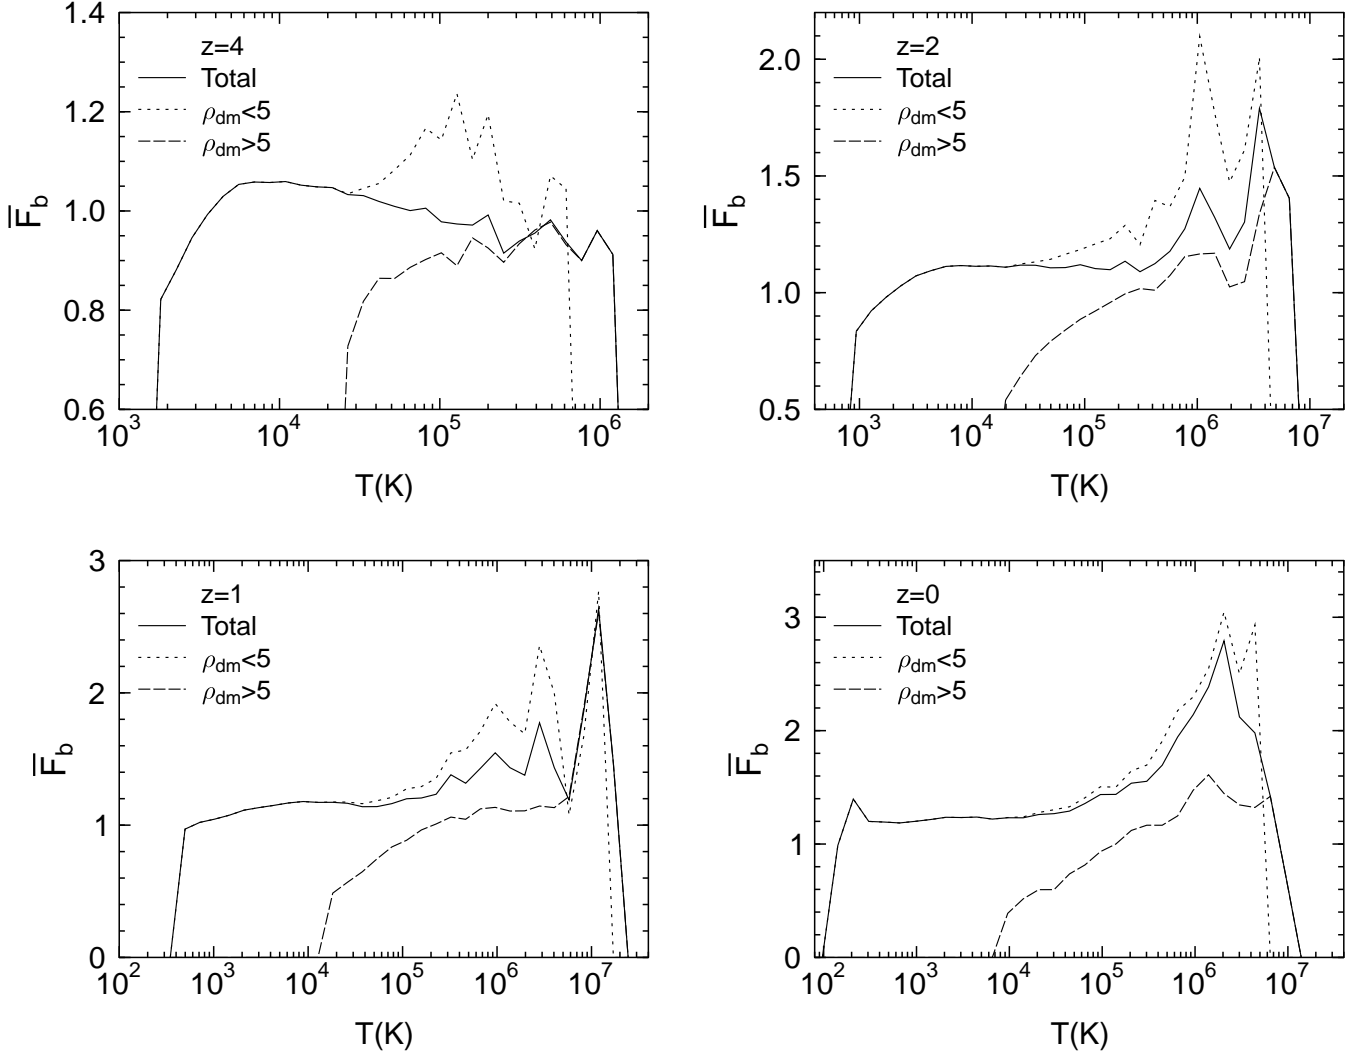 z=4
Total
ρdm<5
ρdm>5
1.4
1.2
1.0
0.8
0.6
F̅b
10³ 10⁴ 10⁵ 10⁶
T(K)
z=2
Total
ρdm<5
ρdm>5
2.0
1.5
1.0
0.5
F̅b
10³ 10⁴ 10⁵ 10⁶ 10⁷
T(K)
z=1
Total
ρdm<5
ρdm>5
3
2
1
0
F̅b
10² 10³ 10⁴ 10⁵ 10⁶ 10⁷
T(K)
z=0
Total
ρdm<5
ρdm>5
3
2
1
0
F̅b
10² 10³ 10⁴ 10⁵ 10⁶ 10⁷
T(K)